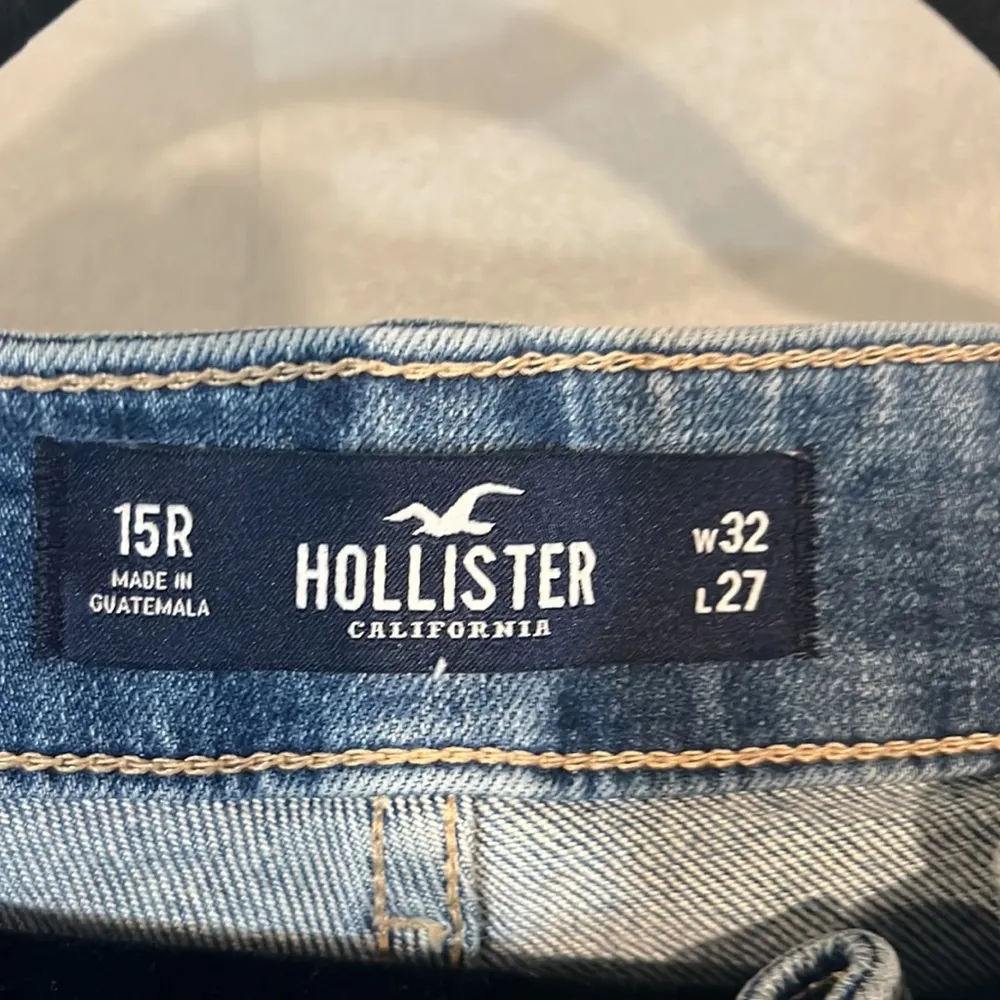 15R
MADE IN
GUATEMALA
HOLLISTER
CALIFORNIA
W32
L27